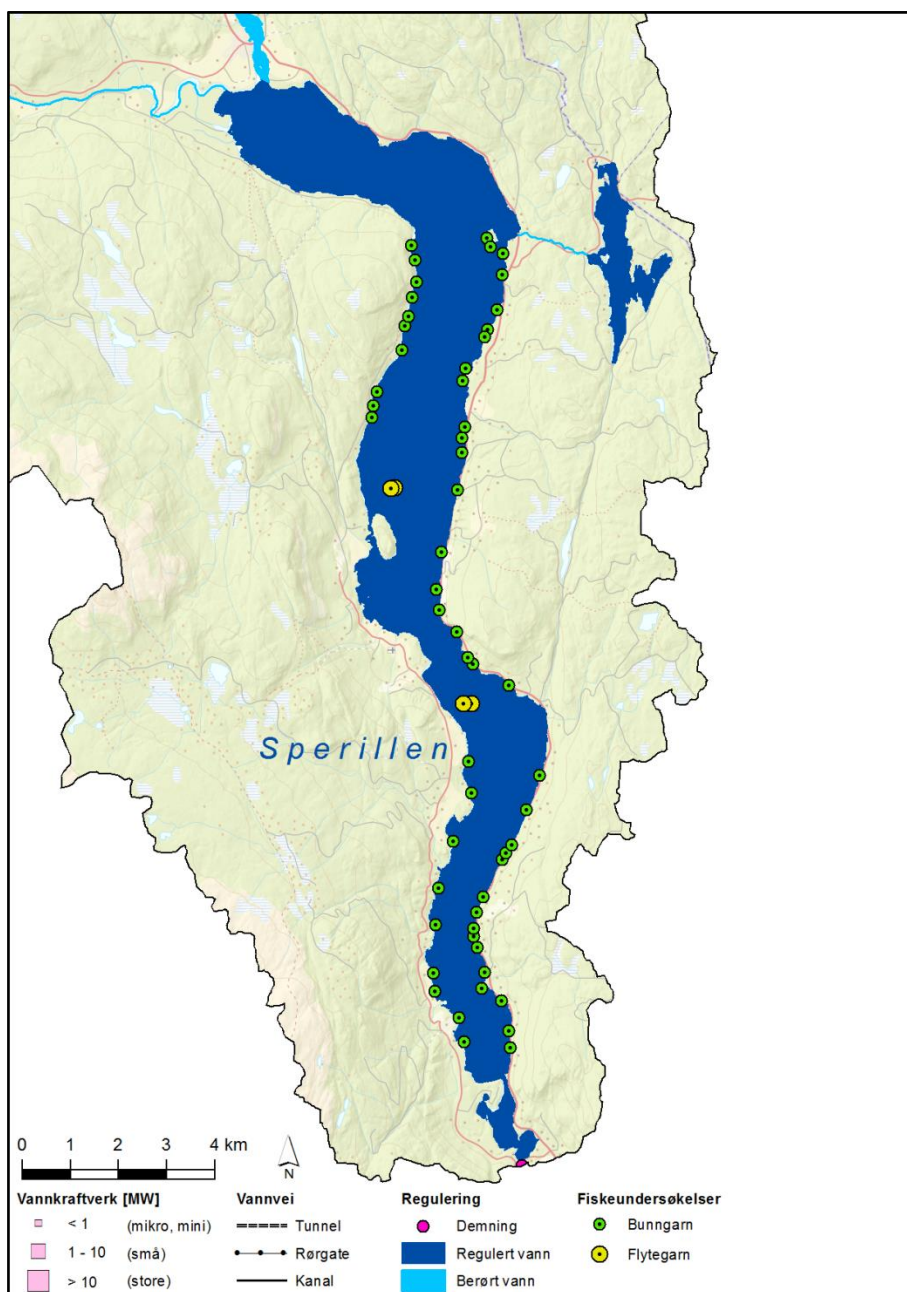 Sperillen
0 1 2 3 4 km
N
Vannkraftverk [MW] Vannvei Regulering Fiskeundersøkelser
< 1 (mikro, mini) Tunnel Demning Bunngarn
1 - 10 (små) Rørgate Regulert vann Flytegarn
> 10 (store) Kanal Berørt vann